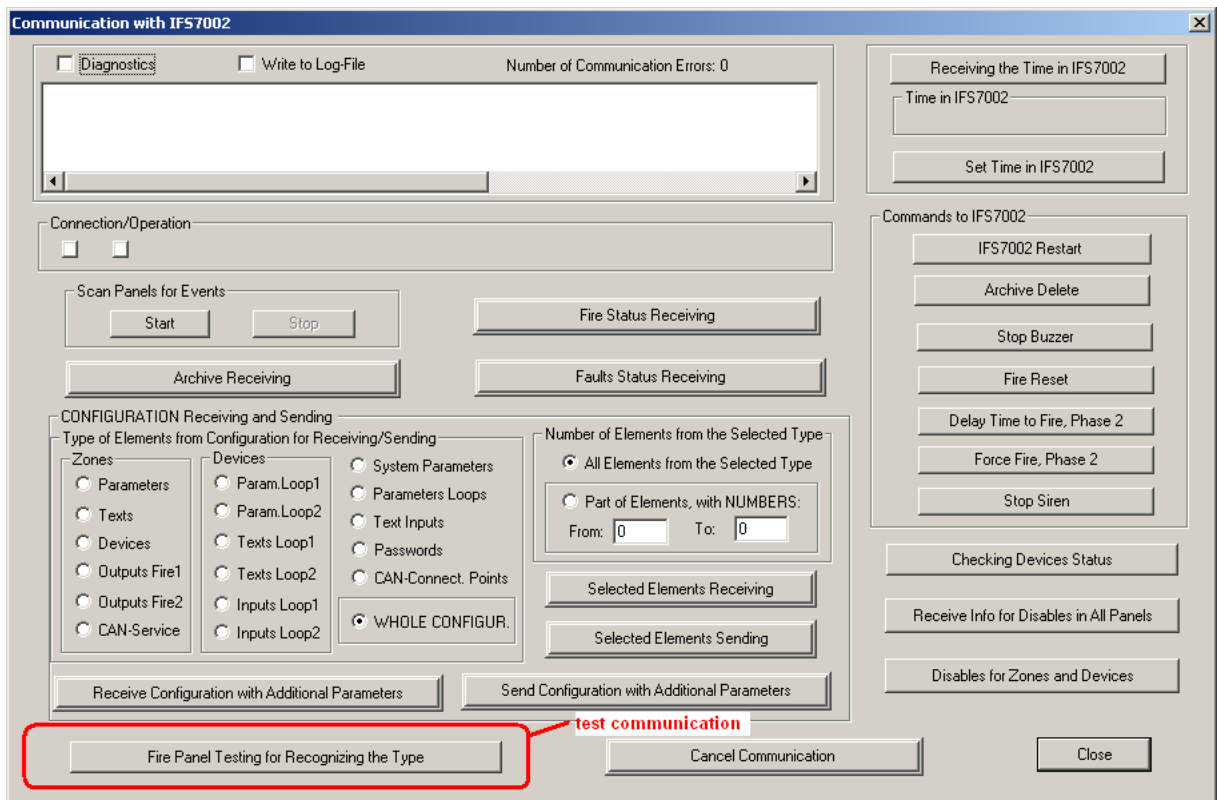 Communication with IFS7002
Diagnostics
Write to Log-File
Number of Communication Errors: 0
Receiving the Time in IFS7002
Time in IFS7002
Set Time in IFS7002
Connection/Operation
Commands to IFS7002
IFS7002 Restart
Archive Delete
Stop Buzzer
Fire Reset
Delay Time to Fire, Phase 2
Force Fire, Phase 2
Stop Siren
Scan Panels for Events
Start
Stop
Fire Status Receiving
Archive Receiving
Faults Status Receiving
CONFIGURATION Receiving and Sending
Type of Elements from Configuration for Receiving/Sending
Zones
Parameters
Texts
Devices
Outputs Fire1
Outputs Fire2
CAN-Service
Devices
Param.Loop1
Param.Loop2
Texts Loop1
Texts Loop2
Inputs Loop1
Inputs Loop2
System Parameters
Parameters Loops
Text Inputs
Passwords
CAN-Connect. Points
WHOLE CONFIGUR.
Number of Elements from the Selected Type
All Elements from the Selected Type
Part of Elements, with NUMBERS:
From: 0 To: 0
Selected Elements Receiving
Selected Elements Sending
Receive Configuration with Additional Parameters
Send Configuration with Additional Parameters
Checking Devices Status
Receive Info for Disables in All Panels
Disables for Zones and Devices
test communication
Fire Panel Testing for Recognizing the Type
Cancel Communication
Close